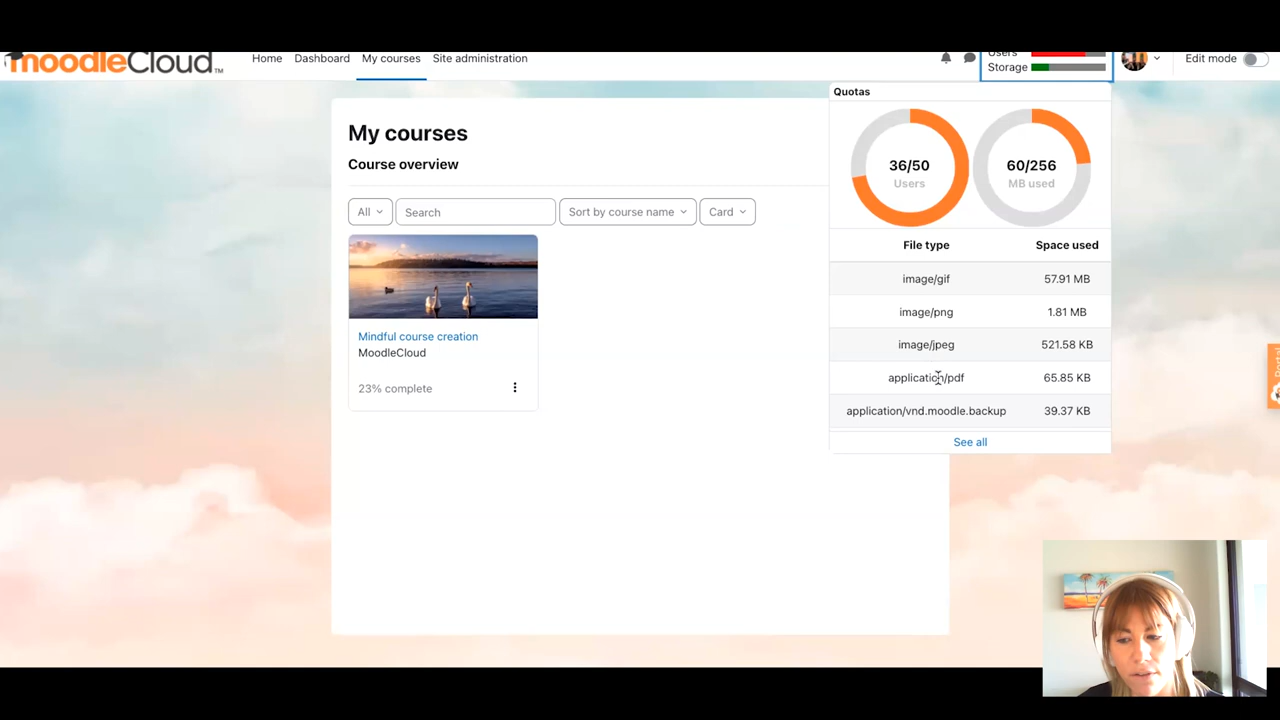 moodleCloud™
Home Dashboard My courses Site administration
Users
Storage
Edit mode
Quotas
36/50
Users
60/256
MB used
My courses
Course overview
All Search Sort by course name Card
File type Space used
image/gif 57.91 MB
image/png 1.81 MB
image/jpeg 521.58 KB
application/pdf 65.85 KB
application/vnd.moodle.backup 39.37 KB
See all
Mindful course creation
MoodleCloud
23% complete
Portal